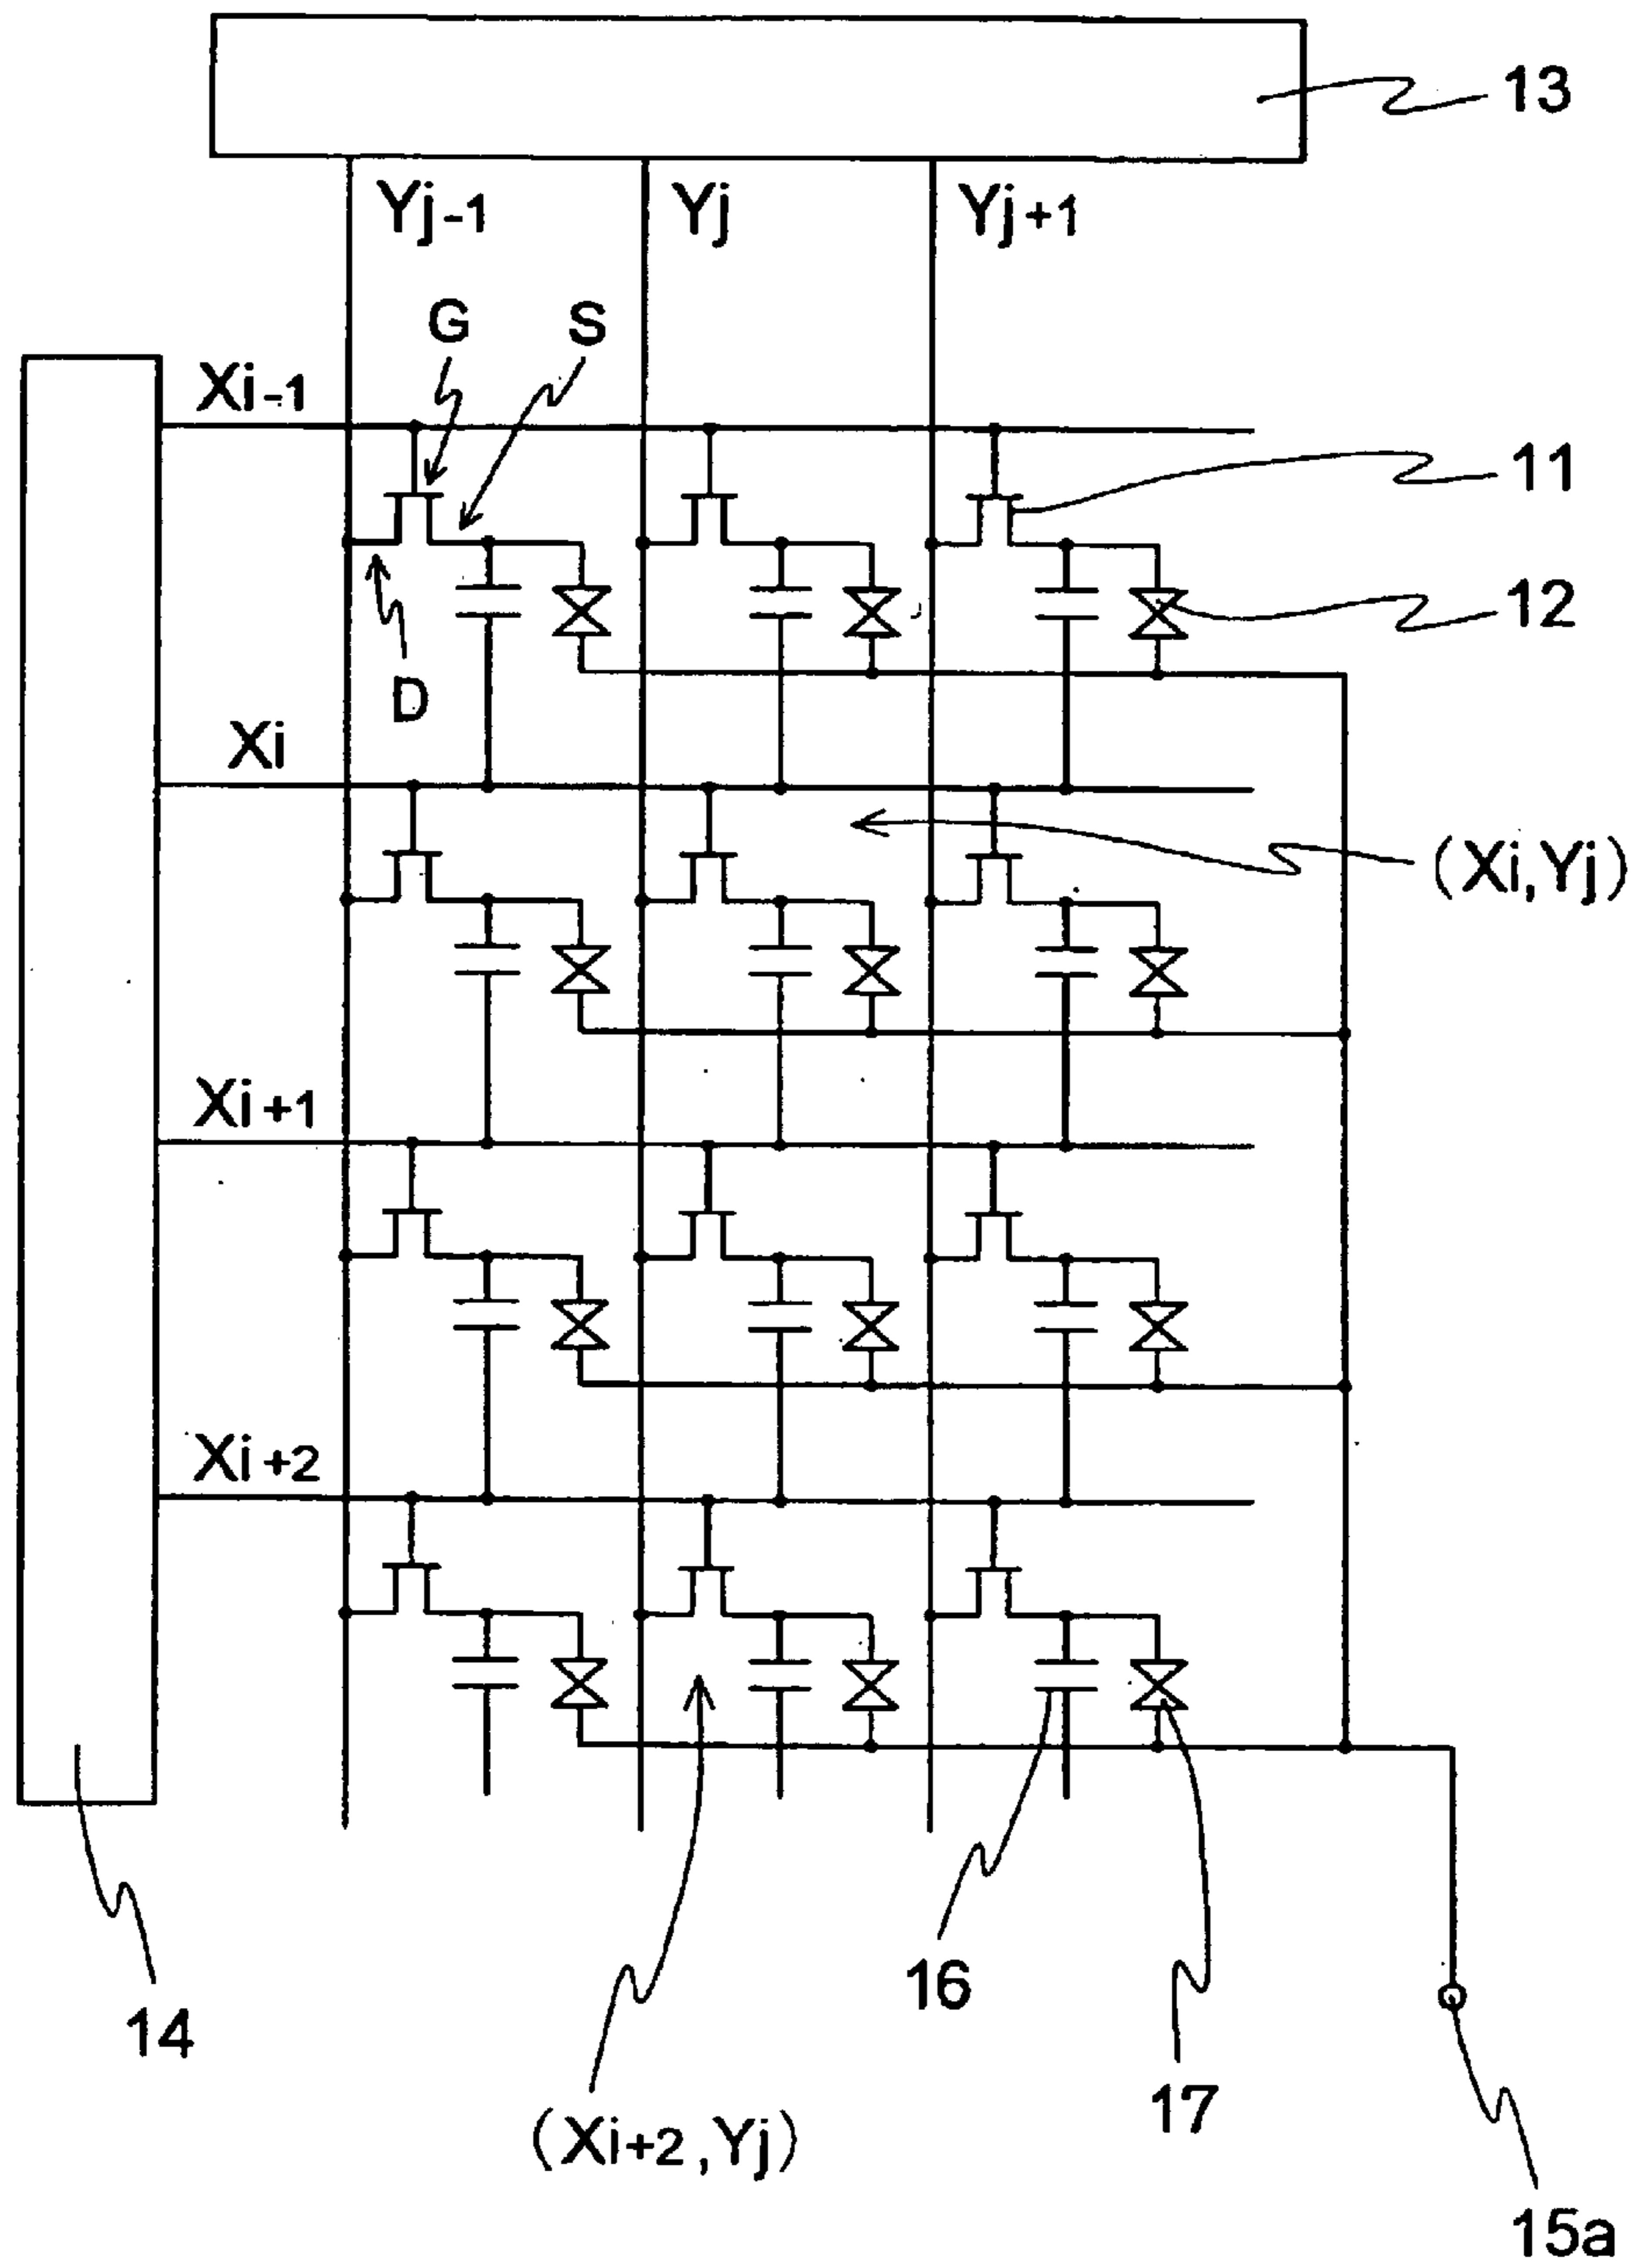 13
Yj-1 Yj Yj+1
G S
Xi-1
11
12
D
Xi
(Xi,Yj)
Xi+1
Xi+2
16
14
17
(Xi+2,Yj)
15a